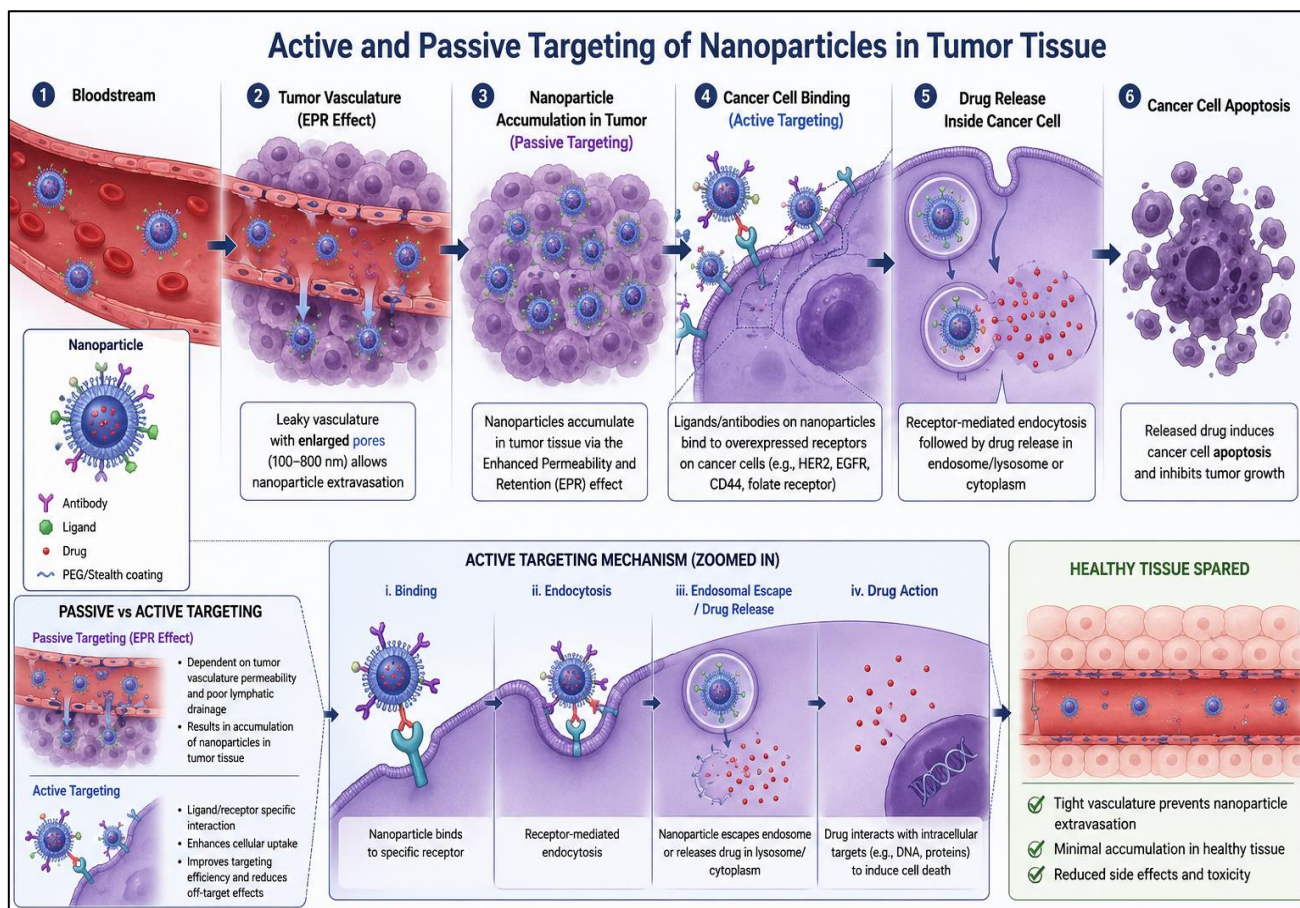 Active and Passive Targeting of Nanoparticles in Tumor Tissue
1 Bloodstream
2 Tumor Vasculature
(EPR Effect)
3 Nanoparticle
Accumulation in Tumor
(Passive Targeting)
4 Cancer Cell Binding
(Active Targeting)
5 Drug Release
Inside Cancer Cell
6 Cancer Cell Apoptosis
Nanoparticle
Antibody
Ligand
Drug
PEG/Stealth coating
Leaky vasculature
with enlarged pores
(100–800 nm) allows
nanoparticle extravasation
Nanoparticles accumulate
in tumor tissue via the
Enhanced Permeability and
Retention (EPR) effect
Ligands/antibodies on nanoparticles
bind to overexpressed receptors
on cancer cells (e.g., HER2, EGFR,
CD44, folate receptor)
Receptor-mediated endocytosis
followed by drug release in
endosome/lysosome or
cytoplasm
Released drug induces
cancer cell apoptosis
and inhibits tumor growth
PASSIVE vs ACTIVE TARGETING
Passive Targeting (EPR Effect)
• Dependent on tumor
vasculature permeability
and poor lymphatic
drainage
• Results in accumulation
of nanoparticles in
tumor tissue
Active Targeting
• Ligand/receptor specific
interaction
• Enhances cellular uptake
• Improves targeting
efficiency and reduces
off-target effects
ACTIVE TARGETING MECHANISM (ZOOMED IN)
i. Binding
ii. Endocytosis
iii. Endosomal Escape
/ Drug Release
iv. Drug Action
Nanoparticle binds
to specific receptor
Receptor-mediated
endocytosis
Nanoparticle escapes endosome
or releases drug in lysosome/
cytoplasm
Drug interacts with intracellular
targets (e.g., DNA, proteins)
to induce cell death
HEALTHY TISSUE SPARED
Tight vasculature prevents nanoparticle
extravasation
Minimal accumulation in healthy tissue
Reduced side effects and toxicity